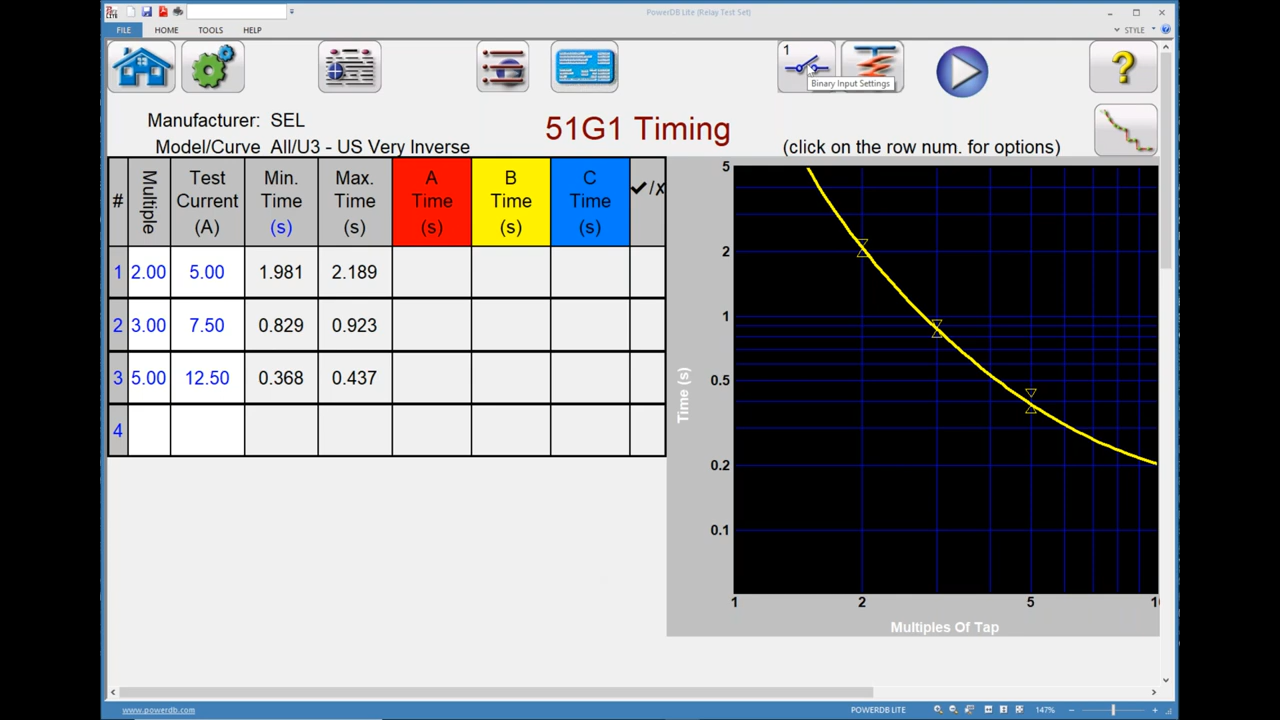 PowerDB Lite (Relay Test Set)
FILE HOME TOOLS HELP STYLE
1
Binary Input Settings
?
Manufacturer: SEL
Model/Curve All/U3 - US Very Inverse
51G1 Timing
(click on the row num. for options)
# Multiple Test Current (A) Min. Time (s) Max. Time (s) A Time (s) B Time (s) C Time (s) ✓/x
1 2.00 5.00 1.981 2.189
2 3.00 7.50 0.829 0.923
3 5.00 12.50 0.368 0.437
4
5
2
1
0.5
0.2
0.1
Time (s)
1 2 5
Multiples Of Tap
www.powerdb.com POWERDB LITE 147%